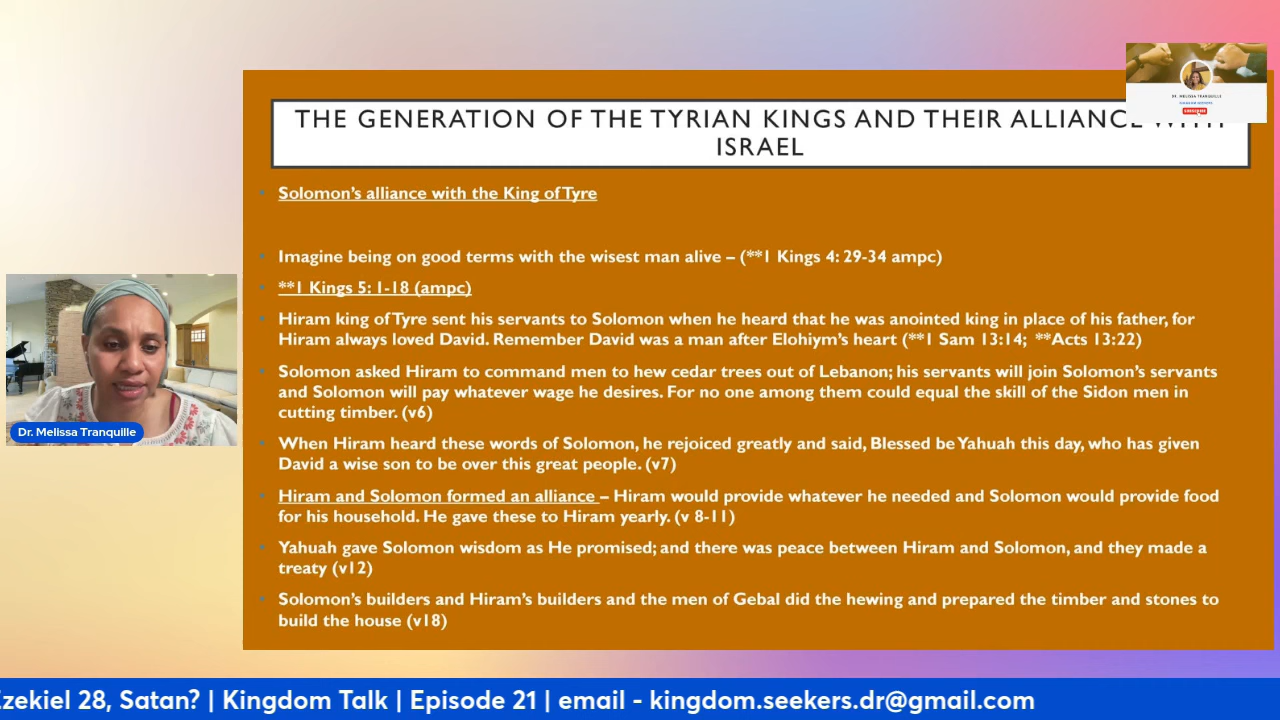 THE GENERATION OF THE TYRIAN KINGS AND THEIR ALLIANCE WITH
ISRAEL
Solomon's alliance with the King of Tyre
Imagine being on good terms with the wisest man alive – (**1 Kings 4: 29-34 ampc)
**1 Kings 5: 1-18 (ampc)
Hiram king of Tyre sent his servants to Solomon when he heard that he was anointed king in place of his father, for
Hiram always loved David. Remember David was a man after Elohiym's heart (**1 Sam 13:14; **Acts 13:22)
Solomon asked Hiram to command men to hew cedar trees out of Lebanon; his servants will join Solomon's servants
and Solomon will pay whatever wage he desires. For no one among them could equal the skill of the Sidon men in
cutting timber. (v6)
When Hiram heard these words of Solomon, he rejoiced greatly and said, Blessed be Yahuah this day, who has given
David a wise son to be over this great people. (v7)
Hiram and Solomon formed an alliance – Hiram would provide whatever he needed and Solomon would provide food
for his household. He gave these to Hiram yearly. (v 8-11)
Yahuah gave Solomon wisdom as He promised; and there was peace between Hiram and Solomon, and they made a
treaty (v12)
Solomon's builders and Hiram's builders and the men of Gebal did the hewing and prepared the timber and stones to
build the house (v18)
DR. MELISSA TRANQUILLE
Dr. Melissa Tranquille
Ezekiel 28, Satan? | Kingdom Talk | Episode 21 | email - kingdom.seekers.dr@gmail.com